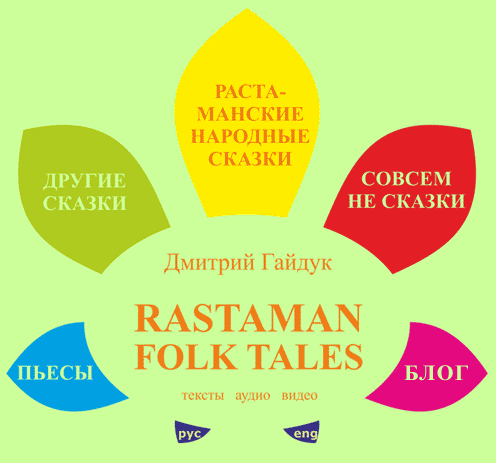 РАСТА-
МАНСКИЕ
НАРОДНЫЕ
СКАЗКИ
ДРУГИЕ
СКАЗКИ
СОВСЕМ
НЕ СКАЗКИ
Дмитрий Гайдук
RASTAMAN
FOLK TALES
ПЬЕСЫ
БЛОГ
тексты аудио видео
рус
eng